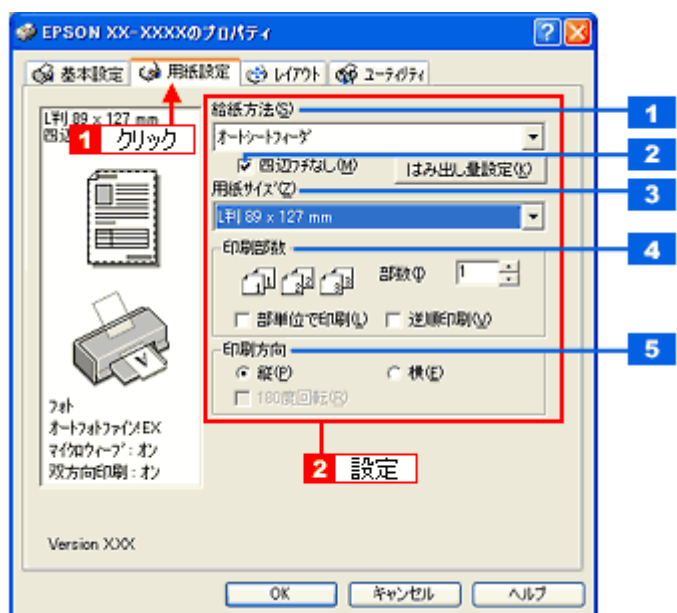 EPSON XX-XXXXのプロパティ
基本設定 用紙設定 レイアウト ユーティリティ
L判 89 x 127 mm
四辺
1 クリック
給紙方法(S) 1
オートシートフィーダ
四辺フチなし(M) はみ出し量設定(K) 2
用紙サイズ(Z) 3
L判 89 x 127 mm
印刷部数 4
1 1 2 2 3 3 部数(I) 1
部単位で印刷(L) 逆順印刷(V)
印刷方向 5
縦(P) 横(E)
180度回転(R)
フォト
オートフォトファイン!EX
マイクロウィーブ : オン
双方向印刷 : オン
2 設定
Version XXX
OK キャンセル ヘルプ